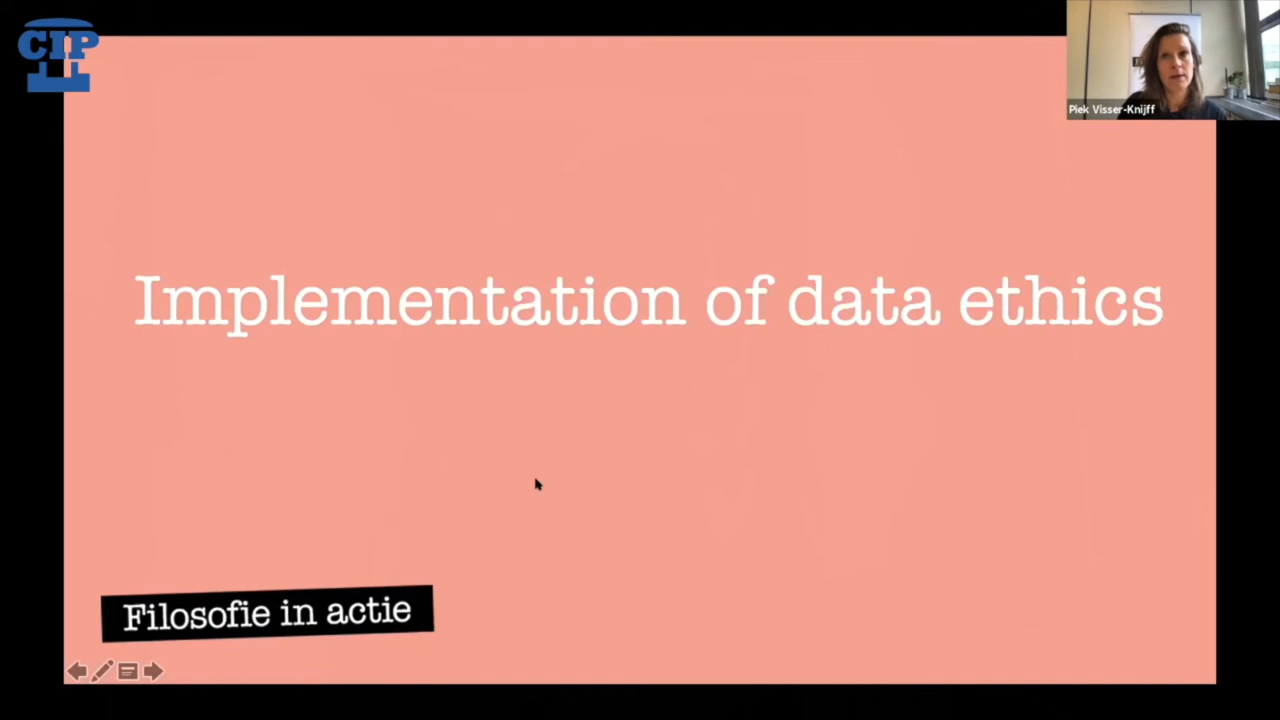 CIP
Piek Visser-Knijff
Implementation of data ethics
Filosofie in actie